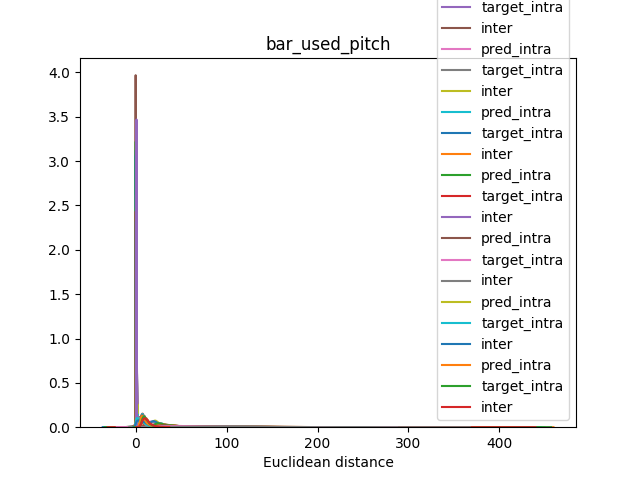 target_intra
inter
bar_used_pitch
pred_intra
target_intra
inter
pred_intra
target_intra
inter
pred_intra
target_intra
inter
pred_intra
target_intra
inter
pred_intra
target_intra
inter
pred_intra
target_intra
inter
4.0
3.5
3.0
2.5
2.0
1.5
1.0
0.5
0.0
0
100
200
300
400
Euclidean distance